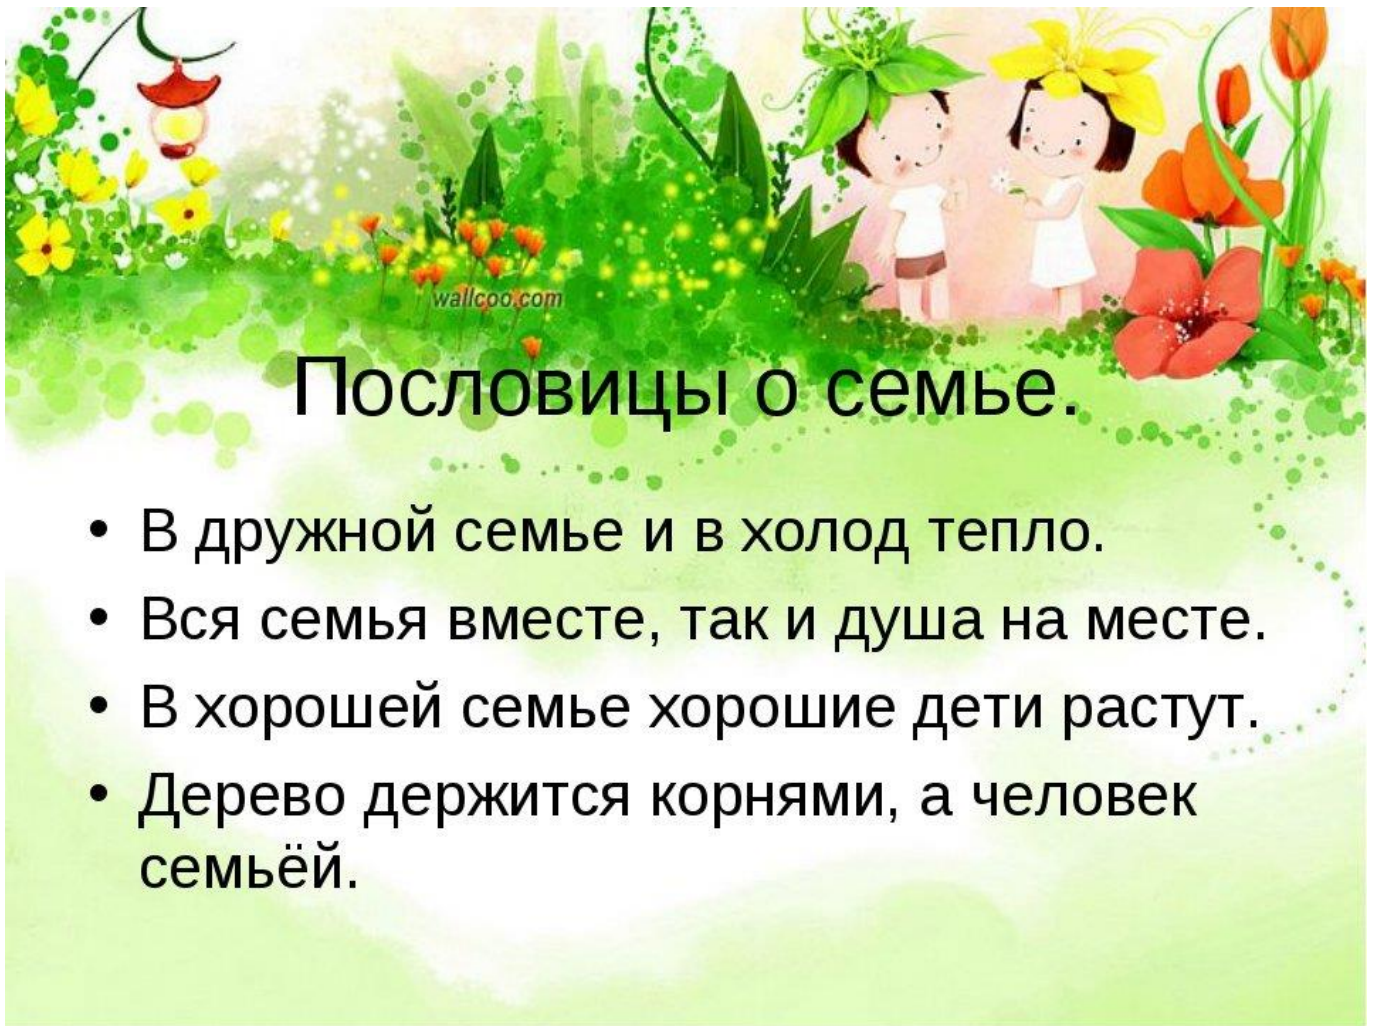 wallcoo.com
Пословицы о семье.
• В дружной семье и в холод тепло.
• Вся семья вместе, так и душа на месте.
• В хорошей семье хорошие дети растут.
• Дерево держится корнями, а человек
семьёй.